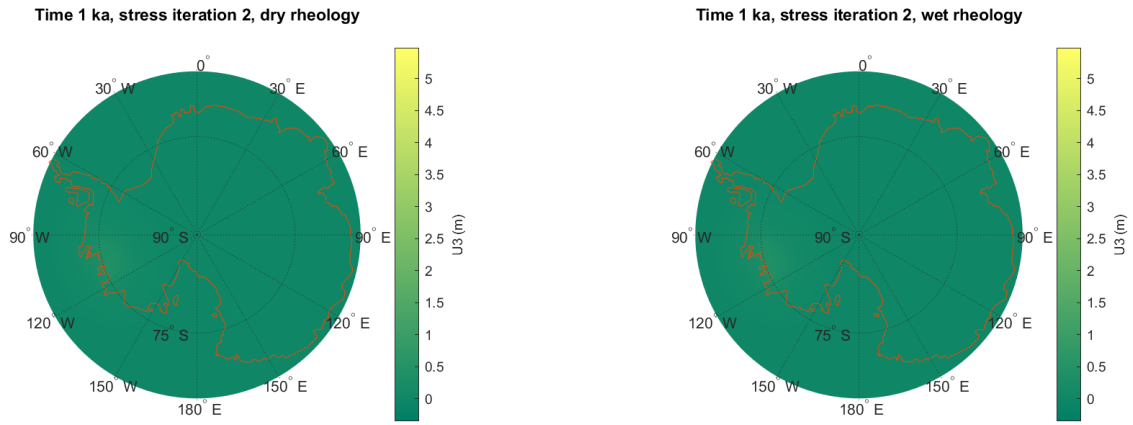 Time 1 ka, stress iteration 2, dry rheology
0°
30° W
30° E
60° W
60° E
90° W
90° S
90° E
120° W
120° E
75° S
150° W
150° E
180° E
5
4.5
4
3.5
3
2.5
2
1.5
1
0.5
0
U3 (m)
Time 1 ka, stress iteration 2, wet rheology
0°
30° W
30° E
60° W
60° E
90° W
90° S
90° E
120° W
120° E
75° S
150° W
150° E
180° E
5
4.5
4
3.5
3
2.5
2
1.5
1
0.5
0
U3 (m)